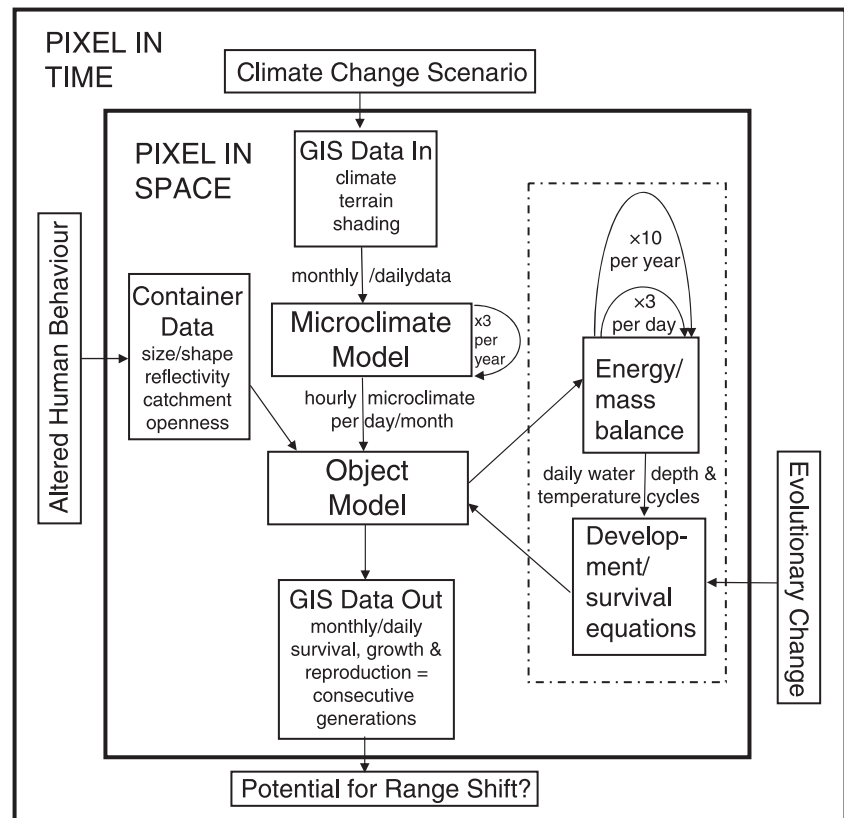 PIXEL IN
TIME
Climate Change Scenario
PIXEL IN
SPACE
GIS Data In
climate
terrain
shading
monthly /dailydata
Altered Human Behaviour
Container
Data
size/shape
reflectivity
catchment
openness
Microclimate
Model
x3
per
year
hourly microclimate
per day/month
Object
Model
×10
per year
×3
per day
Energy/
mass
balance
daily water depth &
temperature cycles
Develop-
ment/
survival
equations
Evolutionary Change
GIS Data Out
monthly/daily
survival, growth &
reproduction =
consecutive
generations
Potential for Range Shift?